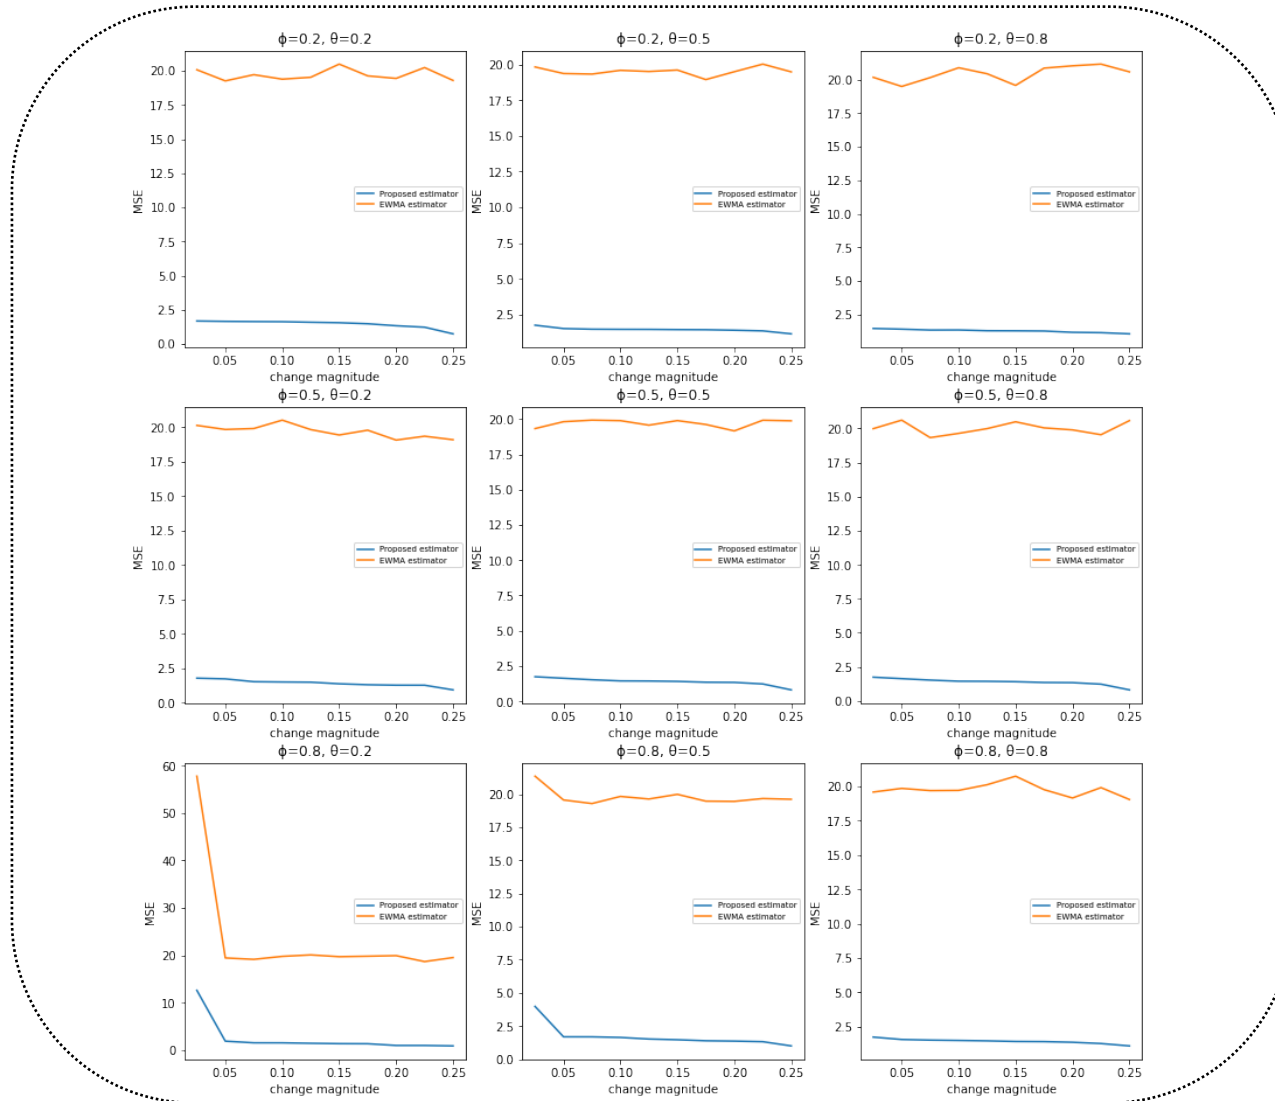 ϕ=0.2, θ=0.2
20.0
17.5
15.0
12.5
10.0
7.5
5.0
2.5
0.0
MSE
Proposed estimator
EWMA estimator
0.05 0.10 0.15 0.20 0.25
change magnitude
ϕ=0.2, θ=0.5
20.0
17.5
15.0
12.5
10.0
7.5
5.0
2.5
MSE
Proposed estimator
EWMA estimator
0.05 0.10 0.15 0.20 0.25
change magnitude
ϕ=0.2, θ=0.8
20.0
17.5
15.0
12.5
10.0
7.5
5.0
2.5
MSE
Proposed estimator
EWMA estimator
0.05 0.10 0.15 0.20 0.25
change magnitude
ϕ=0.5, θ=0.2
20.0
17.5
15.0
12.5
10.0
7.5
5.0
2.5
0.0
MSE
Proposed estimator
EWMA estimator
0.05 0.10 0.15 0.20 0.25
change magnitude
ϕ=0.5, θ=0.5
20.0
17.5
15.0
12.5
10.0
7.5
5.0
2.5
0.0
MSE
Proposed estimator
EWMA estimator
0.05 0.10 0.15 0.20 0.25
change magnitude
ϕ=0.5, θ=0.8
20.0
17.5
15.0
12.5
10.0
7.5
5.0
2.5
0.0
MSE
Proposed estimator
EWMA estimator
0.05 0.10 0.15 0.20 0.25
change magnitude
ϕ=0.8, θ=0.2
60
50
40
30
20
10
0
MSE
Proposed estimator
EWMA estimator
0.05 0.10 0.15 0.20 0.25
change magnitude
ϕ=0.8, θ=0.5
20.0
17.5
15.0
12.5
10.0
7.5
5.0
2.5
0.0
MSE
Proposed estimator
EWMA estimator
0.05 0.10 0.15 0.20 0.25
change magnitude
ϕ=0.8, θ=0.8
20.0
17.5
15.0
12.5
10.0
7.5
5.0
2.5
MSE
Proposed estimator
EWMA estimator
0.05 0.10 0.15 0.20 0.25
change magnitude